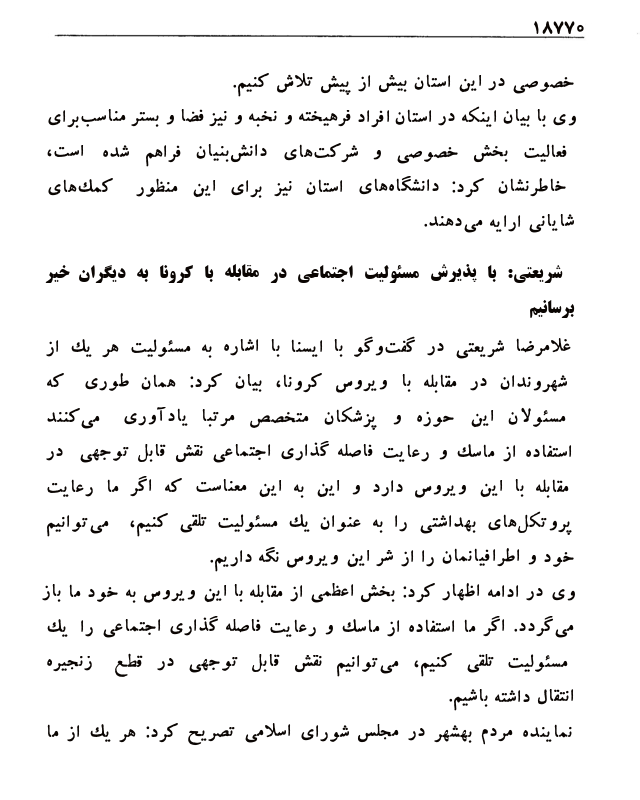 ۱۸۷۷۰
خصوصی در این استان بیش از پیش تلاش کنیم.
وی با بیان اینکه در استان افراد فرهیخته و نخبه و نیز فضا و بستر مناسب‌برای
فعالیت بخش خصوصی و شرکت‌های دانش‌بنیان فراهم شده است،
خاطرنشان کرد: دانشگاه‌های استان نیز برای این منظور کمك‌های
شایانی ارایه می‌دهند.
شریعتی: با پذیرش مسئولیت اجتماعی در مقابله با کرونا به دیگران خیر
برسانیم
غلامرضا شریعتی در گفت‌وگو با ایسنا با اشاره به مسئولیت هر یك از
شهروندان در مقابله با ویروس کرونا، بیان کرد: همان طوری که
مسئولان این حوزه و پزشکان متخصص مرتبا یادآوری می‌کنند
استفاده از ماسك و رعایت فاصله گذاری اجتماعی نقش قابل توجهی در
مقابله با این ویروس دارد و این به این معناست که اگر ما رعایت
پروتکل‌های بهداشتی را به عنوان یك مسئولیت تلقی کنیم، می‌توانیم
خود و اطرافیانمان را از شر این ویروس نگه داریم.
وی در ادامه اظهار کرد: بخش اعظمی از مقابله با این ویروس به خود ما باز
می‌گردد. اگر ما استفاده از ماسك و رعایت فاصله گذاری اجتماعی را یك
مسئولیت تلقی کنیم، می‌توانیم نقش قابل توجهی در قطع زنجیره
انتقال داشته باشیم.
نماینده مردم بهشهر در مجلس شورای اسلامی تصریح کرد: هر یك از ما